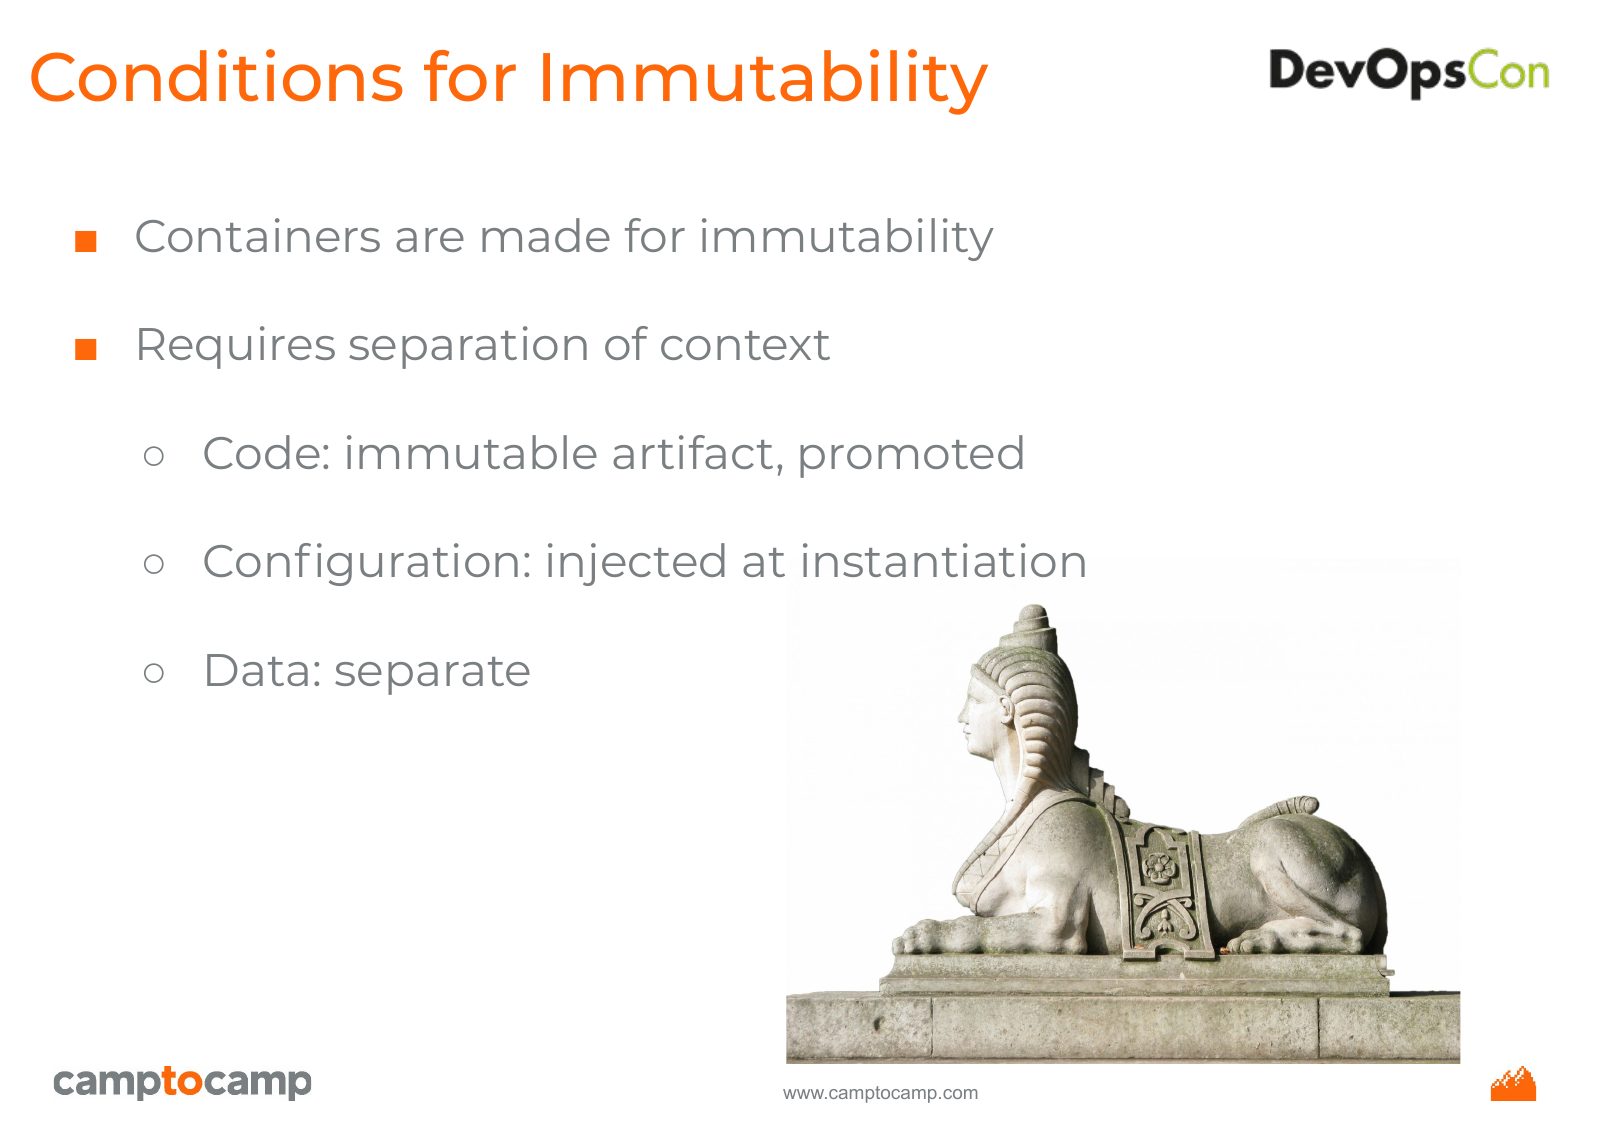 Conditions for Immutability
DevOpsCon
■ Containers are made for immutability
■ Requires separation of context
○ Code: immutable artifact, promoted
○ Configuration: injected at instantiation
○ Data: separate
camptocamp
www.camptocamp.com